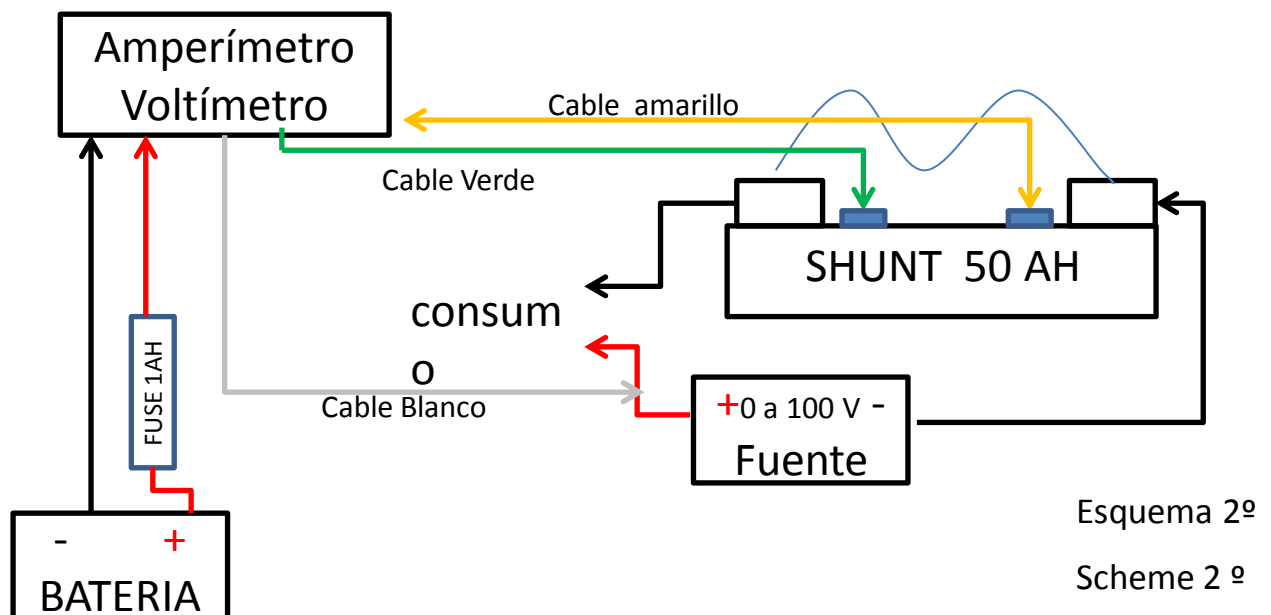 Amperímetro
Voltímetro
Cable amarillo
Cable Verde
SHUNT 50 AH
consum
o
FUSE 1AH
Cable Blanco
+0 a 100 V -
Fuente
- +
BATERIA
Esquema 2º
Scheme 2 º